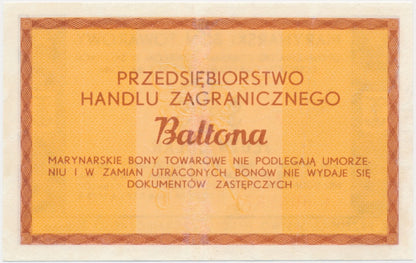 PRZEDSIĘBIORSTWO
HANDLU ZAGRANICZNEGO
Baltona
MARYNARSKIE BONY TOWAROWE NIE PODLEGAJĄ UMORZE-
NIU I W ZAMIAN UTRACONYCH BONÓW NIE WYDAJE SIĘ
DOKUMENTÓW ZASTĘPCZYCH